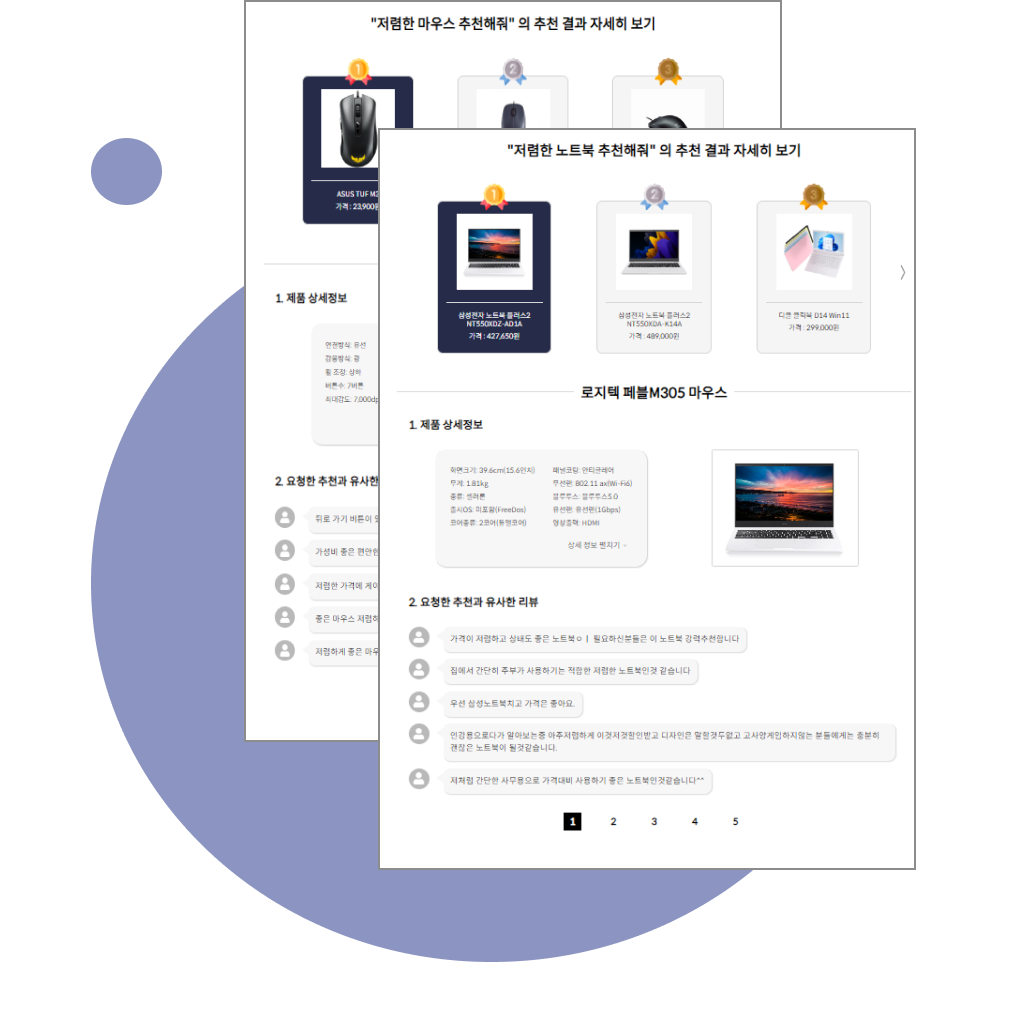 "저렴한 마우스 추천해줘" 의 추천 결과 자세히 보기
1
2
3
ASUS TUF M3
가격 : 23,900원
1. 제품 상세정보
연결방식: 유선
감응방식: 광
휠 조장: 상하
버튼수: 7버튼
최대감도: 7,000dp
2. 요청한 추천과 유사한
뒤로 가기 버튼이 있
가성비 좋은 편안한
저렴한 가격에 게이
좋은 마우스 저렴하
저렴하게 좋은 마우
"저렴한 노트북 추천해줘" 의 추천 결과 자세히 보기
1
2
3
삼성전자 노트북 플러스2
NT550XDZ-AD1A
가격 : 427,650원
삼성전자 노트북 플러스2
NT550XDA-K14A
가격 : 489,000원
디클 클릭북 D14 Win11
가격 : 299,000원
로지텍 페블M305 마우스
1. 제품 상세정보
화면크기: 39.6cm(15.6인치)
무게: 1.81kg
종류: 셀러론
출시OS: 미포함(FreeDos)
코어종류: 2코어(듀얼코어)
패널코팅: 안티글레어
무선랜: 802.11 ax(Wi-Fi6)
블루투스: 블루투스5.0
유선랜: 유선랜(1Gbps)
영상출력: HDMI
상세 정보 펼치기
2. 요청한 추천과 유사한 리뷰
가격이 저렴하고 상태도 좋은 노트북ㅇㅣ 필요하신분들은 이 노트북 강력추천합니다
집에서 간단히 주부가 사용하기는 적합한 저렴한 노트북인것 같습니다
우선 삼성노트북치고 가격은 좋아요.
인강용으로다가 알아보는중 아주저렴하게 이것저것할인받고 디자인은 말할것두없고 고사양게임하지않는 분들에게는 충분히
괜찮은 노트북이 될것같습니다.
저처럼 간단한 사무용으로 가격대비 사용하기 좋은 노트북인것같습니다^^
1 2 3 4 5